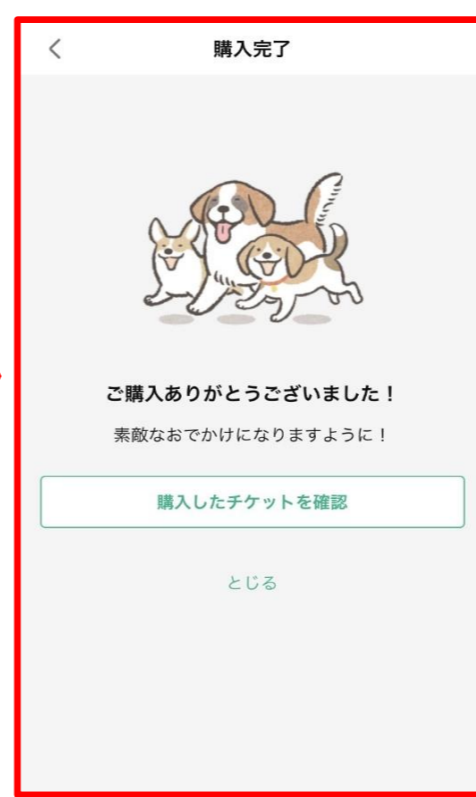 購入完了
ご購入ありがとうございました！
素敵なおでかけになりますように！
購入したチケットを確認
とじる